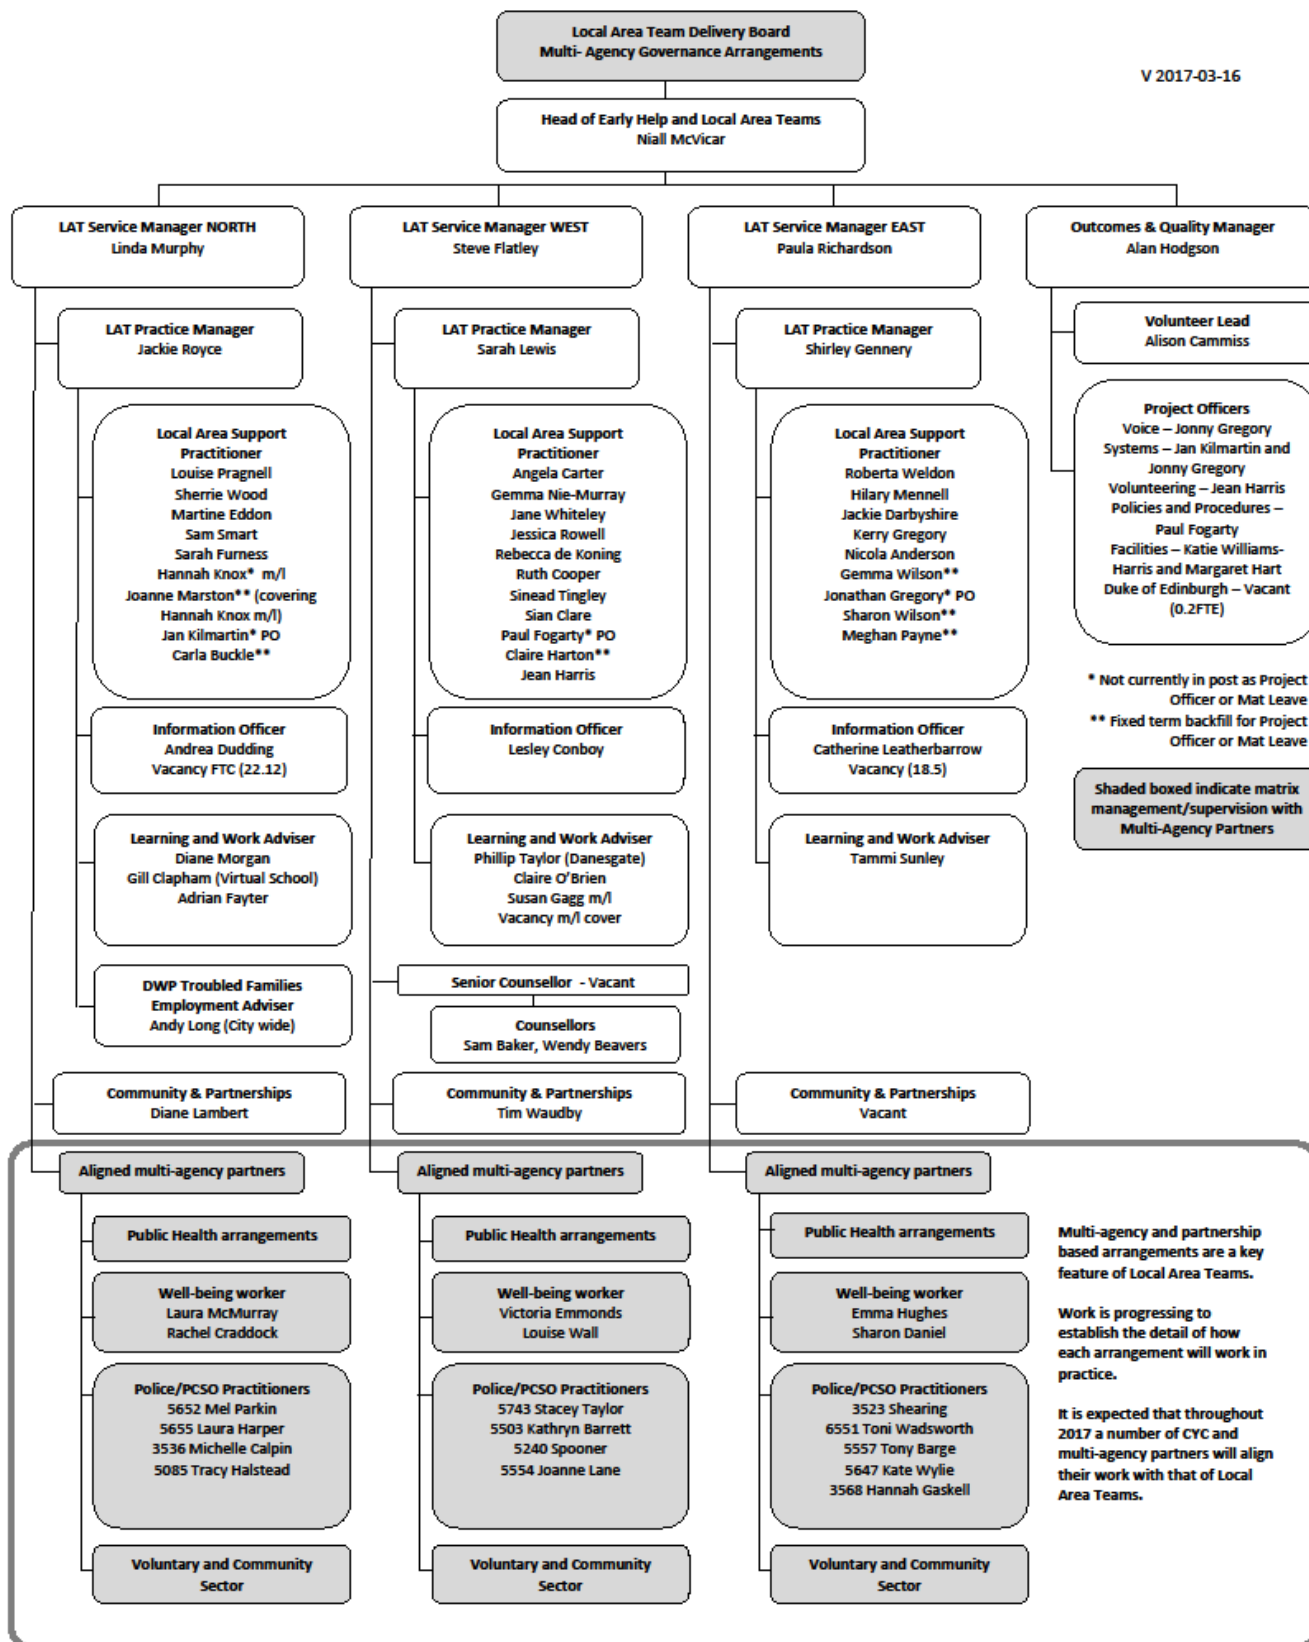 Local Area Team Delivery Board
Multi- Agency Governance Arrangements
V 2017-03-16
Head of Early Help and Local Area Teams
Niall McVicar
LAT Service Manager NORTH
Linda Murphy
LAT Practice Manager
Jackie Royce
Local Area Support
Practitioner
Louise Pragnell
Sherrie Wood
Martine Eddon
Sam Smart
Sarah Furness
Hannah Knox* m/l
Joanne Marston** (covering
Hannah Knox m/l)
Jan Kilmartin* PO
Carla Buckle**
Information Officer
Andrea Dudding
Vacancy FTC (22.12)
Learning and Work Adviser
Diane Morgan
Gill Clapham (Virtual School)
Adrian Fayter
DWP Troubled Families
Employment Adviser
Andy Long (City wide)
Community & Partnerships
Diane Lambert
Aligned multi-agency partners
Public Health arrangements
Well-being worker
Laura McMurray
Rachel Craddock
Police/PCSO Practitioners
5652 Mel Parkin
5655 Laura Harper
3536 Michelle Calpin
5085 Tracy Halstead
Voluntary and Community
Sector
LAT Service Manager WEST
Steve Flatley
LAT Practice Manager
Sarah Lewis
Local Area Support
Practitioner
Angela Carter
Gemma Nie-Murray
Jane Whiteley
Jessica Rowell
Rebecca de Koning
Ruth Cooper
Sinead Tingley
Sian Clare
Paul Fogarty* PO
Claire Harton**
Jean Harris
Information Officer
Lesley Conboy
Learning and Work Adviser
Phillip Taylor (Danesgate)
Claire O’Brien
Susan Gagg m/l
Vacancy m/l cover
Senior Counsellor - Vacant
Counsellors
Sam Baker, Wendy Beavers
Community & Partnerships
Tim Waudby
Aligned multi-agency partners
Public Health arrangements
Well-being worker
Victoria Emmonds
Louise Wall
Police/PCSO Practitioners
5743 Stacey Taylor
5503 Kathryn Barrett
5240 Spooner
5554 Joanne Lane
Voluntary and Community
Sector
LAT Service Manager EAST
Paula Richardson
LAT Practice Manager
Shirley Gennery
Local Area Support
Practitioner
Roberta Weldon
Hilary Mennell
Jackie Darbyshire
Kerry Gregory
Nicola Anderson
Gemma Wilson**
Jonathan Gregory* PO
Sharon Wilson**
Meghan Payne**
Information Officer
Catherine Leatherbarrow
Vacancy (18.5)
Learning and Work Adviser
Tammi Sunley
Community & Partnerships
Vacant
Aligned multi-agency partners
Public Health arrangements
Well-being worker
Emma Hughes
Sharon Daniel
Police/PCSO Practitioners
3523 Shearing
6551 Toni Wadsworth
5557 Tony Barge
5647 Kate Wylie
3568 Hannah Gaskell
Voluntary and Community
Sector
Outcomes & Quality Manager
Alan Hodgson
Volunteer Lead
Alison Cammiss
Project Officers
Voice – Jonny Gregory
Systems – Jan Kilmartin and
Jonny Gregory
Volunteering – Jean Harris
Policies and Procedures –
Paul Fogarty
Facilities – Katie Williams-
Harris and Margaret Hart
Duke of Edinburgh – Vacant
(0.2FTE)
* Not currently in post as Project
Officer or Mat Leave
** Fixed term backfill for Project
Officer or Mat Leave
Shaded boxed indicate matrix
management/supervision with
Multi-Agency Partners
Multi-agency and partnership
based arrangements are a key
feature of Local Area Teams.
Work is progressing to
establish the detail of how
each arrangement will work in
practice.
It is expected that throughout
2017 a number of CYC and
multi-agency partners will align
their work with that of Local
Area Teams.